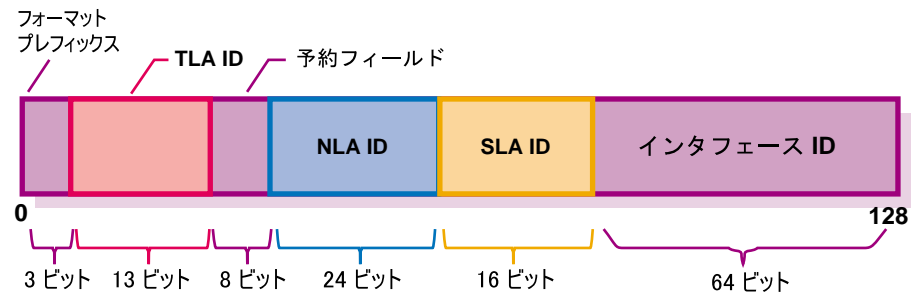 フォーマット
プレフィックス
TLA ID
予約フィールド
NLA ID
SLA ID
インタフェース ID
0
128
3 ビット
13 ビット
8 ビット
24 ビット
16 ビット
64 ビット